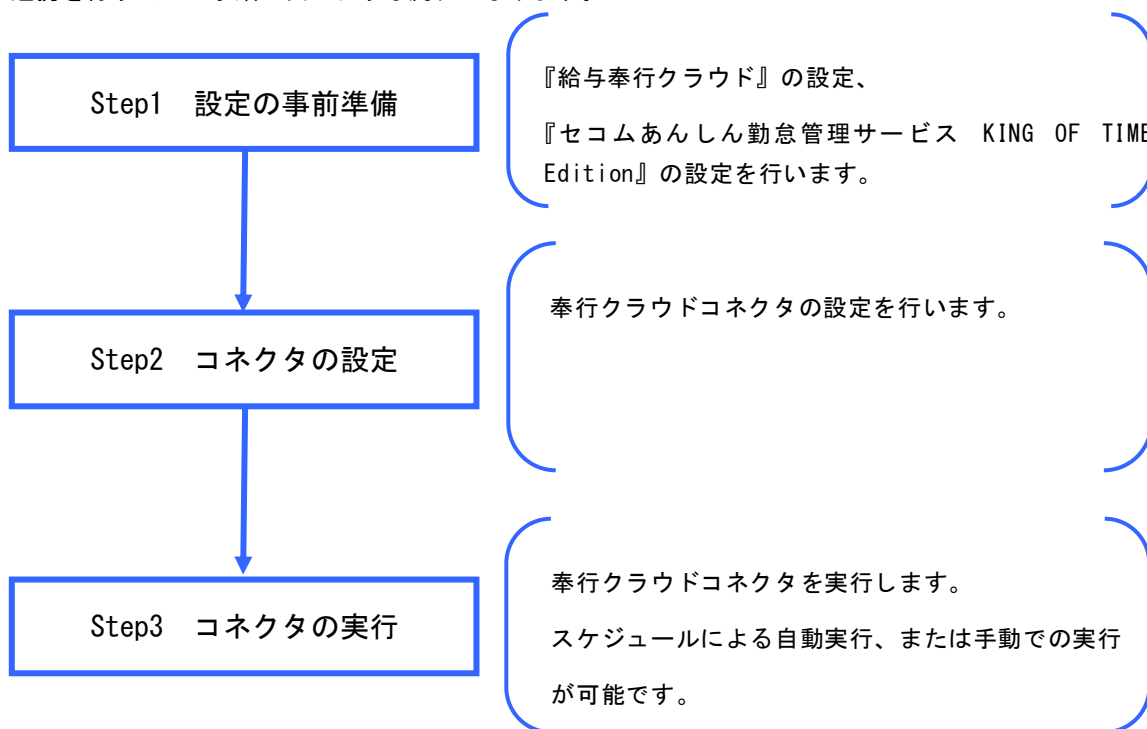 Step1 設定の事前準備
『給与奉行クラウド』の設定、
『セコムあんしん勤怠管理サービス KING OF TIME
Edition』の設定を行います。
Step2 コネクタの設定
奉行クラウドコネクタの設定を行います。
Step3 コネクタの実行
奉行クラウドコネクタを実行します。
スケジュールによる自動実行、または手動での実行
が可能です。